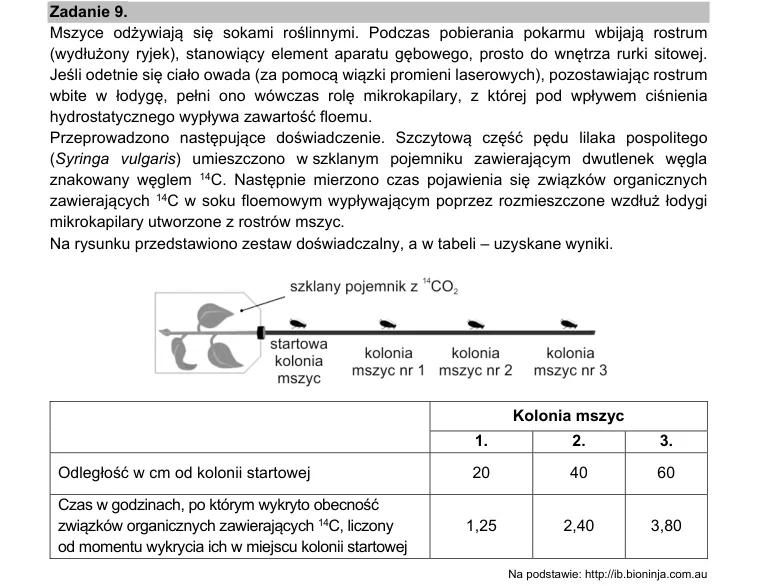 Zadanie 9.
Mszyce odżywiają się sokami roślinnymi. Podczas pobierania pokarmu wbijają rostrum
(wydłużony ryjek), stanowiący element aparatu gębowego, prosto do wnętrza rurki sitowej.
Jeśli odetnie się ciało owada (za pomocą wiązki promieni laserowych), pozostawiając rostrum
wbite w łodygę, pełni ono wówczas rolę mikrokapilary, z której pod wpływem ciśnienia
hydrostatycznego wypływa zawartość floemu.
Przeprowadzono następujące doświadczenie. Szczytową część pędu lilaka pospolitego
(Syringa vulgaris) umieszczono w szklanym pojemniku zawierającym dwutlenek węgla
znakowany węglem ¹⁴C. Następnie mierzono czas pojawienia się związków organicznych
zawierających ¹⁴C w soku floemowym wypływającym poprzez rozmieszczone wzdłuż łodygi
mikrokapilary utworzone z rostrów mszyc.
Na rysunku przedstawiono zestaw doświadczalny, a w tabeli – uzyskane wyniki.
szklany pojemnik z ¹⁴CO₂
startowa
kolonia
mszyc
kolonia
mszyc nr 1
kolonia
mszyc nr 2
kolonia
mszyc nr 3
Kolonia mszyc
1. 2. 3.
Odległość w cm od kolonii startowej 20 40 60
Czas w godzinach, po którym wykryto obecność
związków organicznych zawierających ¹⁴C, liczony 1,25 2,40 3,80
od momentu wykrycia ich w miejscu kolonii startowej
Na podstawie: http://ib.bioninja.com.au